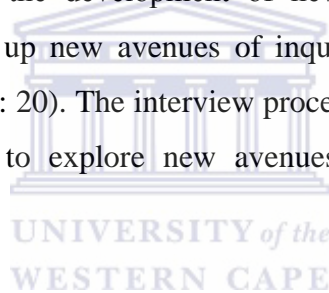 the development of new
up new avenues of inqu
: 20). The interview proce
to explore new avenues
UNIVERSITY of the
WESTERN CAPE